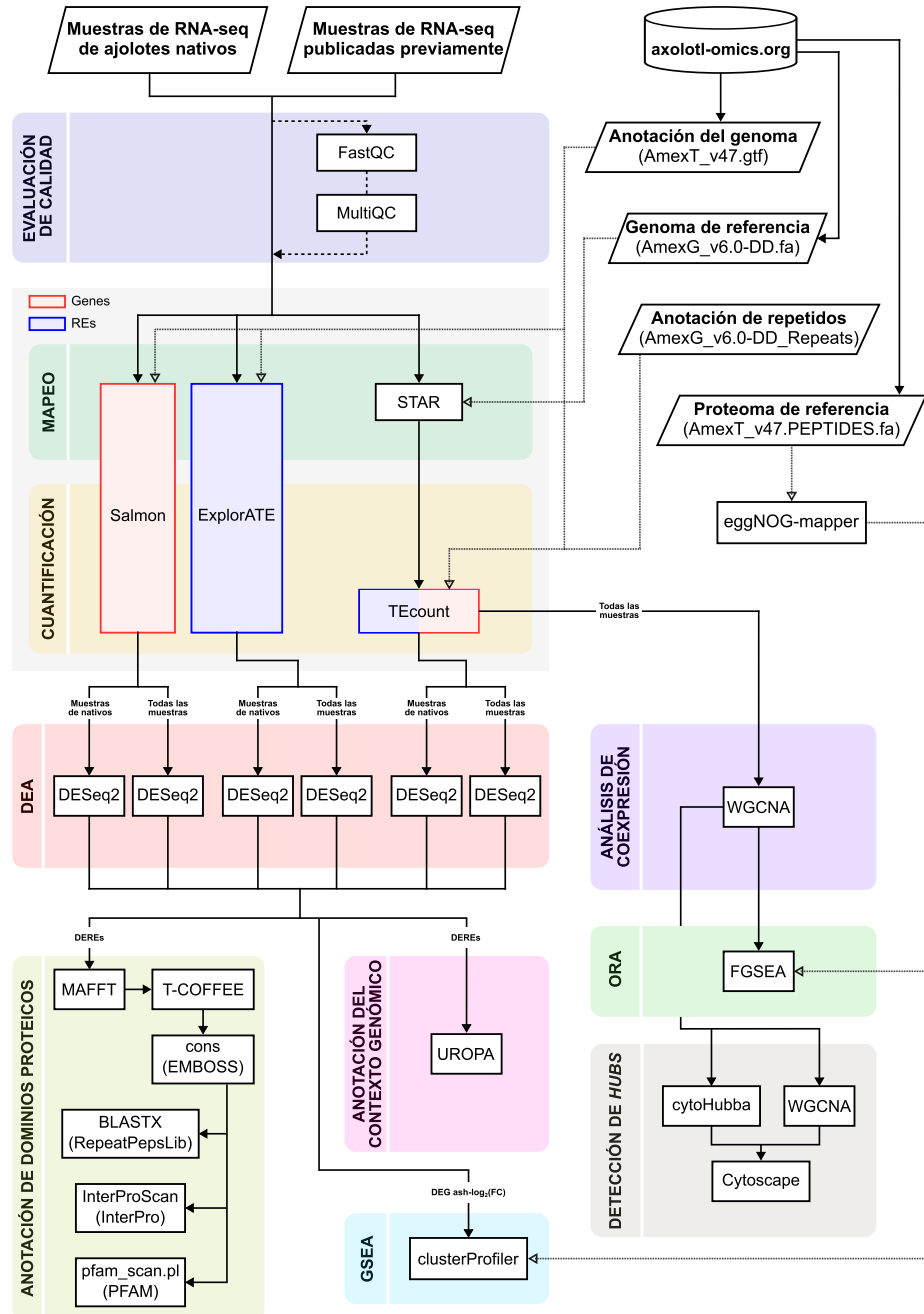 Muestras de RNA-seq
de ajolotes nativos
Muestras de RNA-seq
publicadas previamente
axolotl-omics.org
EVALUACIÓN
DE CALIDAD
FastQC
MultiQC
Anotación del genoma
(AmexT_v47.gtf)
Genoma de referencia
(AmexG_v6.0-DD.fa)
Anotación de repetidos
(AmexG_v6.0-DD_Repeats)
Proteoma de referencia
(AmexT_v47.PEPTIDES.fa)
eggNOG-mapper
Genes
REs
MAPEO
STAR
CUANTIFICACIÓN
Salmon
ExplorATE
TEcount
Todas las
muestras
Muestras
de nativos
Todas las
muestras
Muestras
de nativos
Todas las
muestras
Muestras
de nativos
Todas las
muestras
DEA
DESeq2
DESeq2
DESeq2
DESeq2
DESeq2
DESeq2
ANÁLISIS DE
COEXPRESIÓN
WGCNA
ORA
FGSEA
DETECCIÓN DE HUBS
cytoHubba
WGCNA
Cytoscape
DEREs
ANOTACIÓN DE DOMINIOS PROTEICOS
MAFFT
T-COFFEE
cons
(EMBOSS)
BLASTX
(RepeatPepsLib)
InterProScan
(InterPro)
pfam_scan.pl
(PFAM)
DEREs
ANOTACIÓN DEL
CONTEXTO GENÓMICO
UROPA
DEG ash-log₂(FC)
GSEA
clusterProfiler